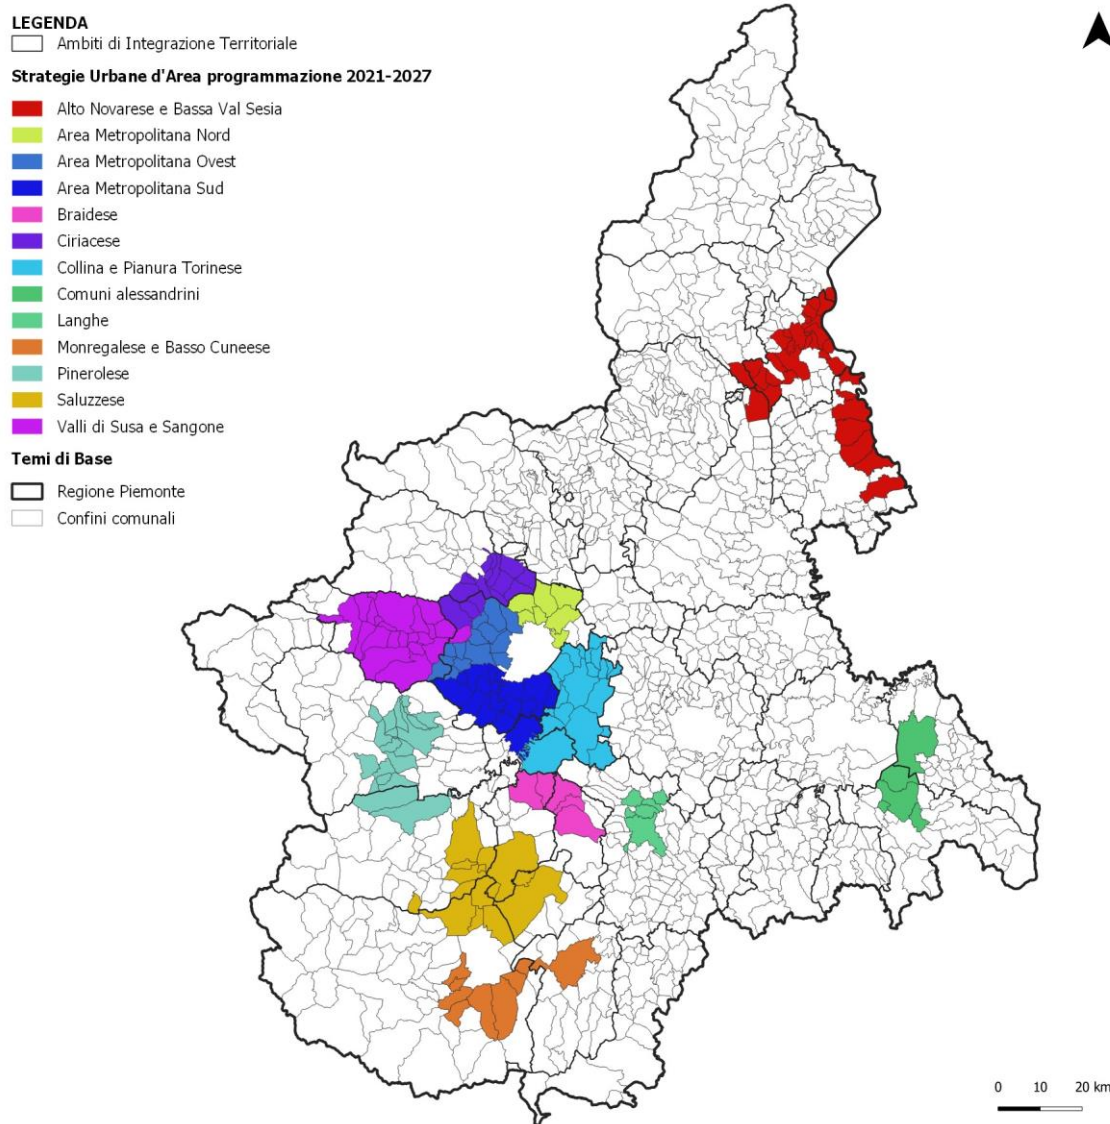 LEGENDA
Ambiti di Integrazione Territoriale
Strategie Urbane d'Area programmazione 2021-2027
Alto Novarese e Bassa Val Sesia
Area Metropolitana Nord
Area Metropolitana Ovest
Area Metropolitana Sud
Braidese
Ciriacese
Collina e Pianura Torinese
Comuni alessandrini
Langhe
Monregalese e Basso Cuneese
Pinerolese
Saluzzese
Valli di Susa e Sangone
Temi di Base
Regione Piemonte
Confini comunali
0 10 20 km